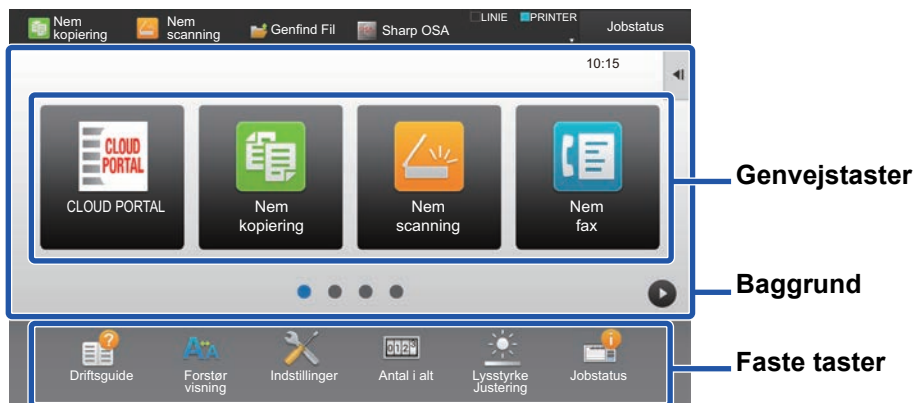 Nem kopiering
Nem scanning
Genfind Fil
Sharp OSA
LINIE
PRINTER
Jobstatus
10:15
CLOUD PORTAL
CLOUD PORTAL
Nem kopiering
Nem scanning
Nem fax
Genvejstaster
Baggrund
Driftsguide
Forstør visning
Indstillinger
Antal i alt
Lysstyrke Justering
Jobstatus
Faste taster